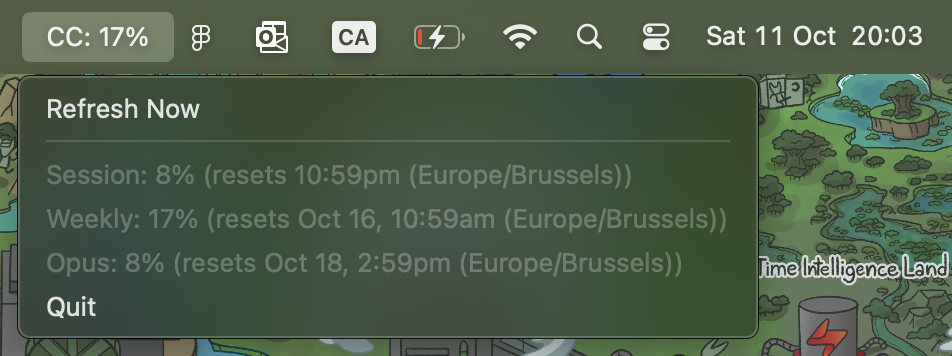 CC: 17%
CA
Sat 11 Oct 20:03
Refresh Now
Session: 8% (resets 10:59pm (Europe/Brussels))
Weekly: 17% (resets Oct 16, 10:59am (Europe/Brussels))
Opus: 8% (resets Oct 18, 2:59pm (Europe/Brussels))
Time Intelligence Land
Quit